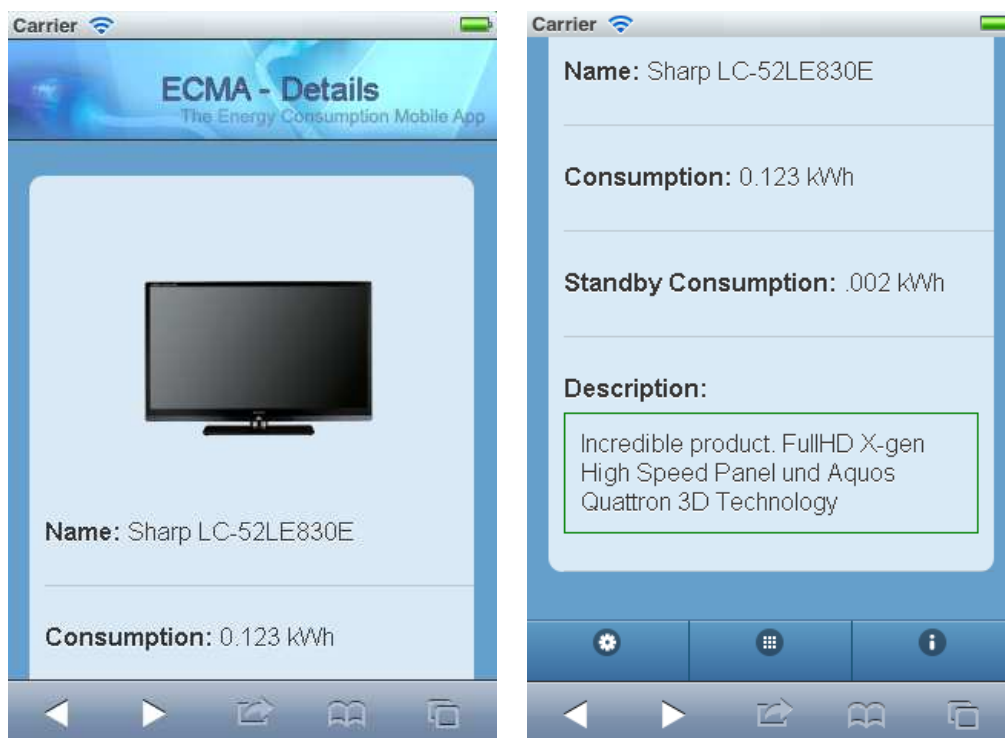 Carrier
ECMA - Details
The Energy Consumption Mobile App
Name: Sharp LC-52LE830E
Consumption: 0.123 kWh
Carrier
Name: Sharp LC-52LE830E
Consumption: 0.123 kWh
Standby Consumption: .002 kWh
Description:
Incredible product. FullHD X-gen
High Speed Panel und Aquos
Quattron 3D Technology